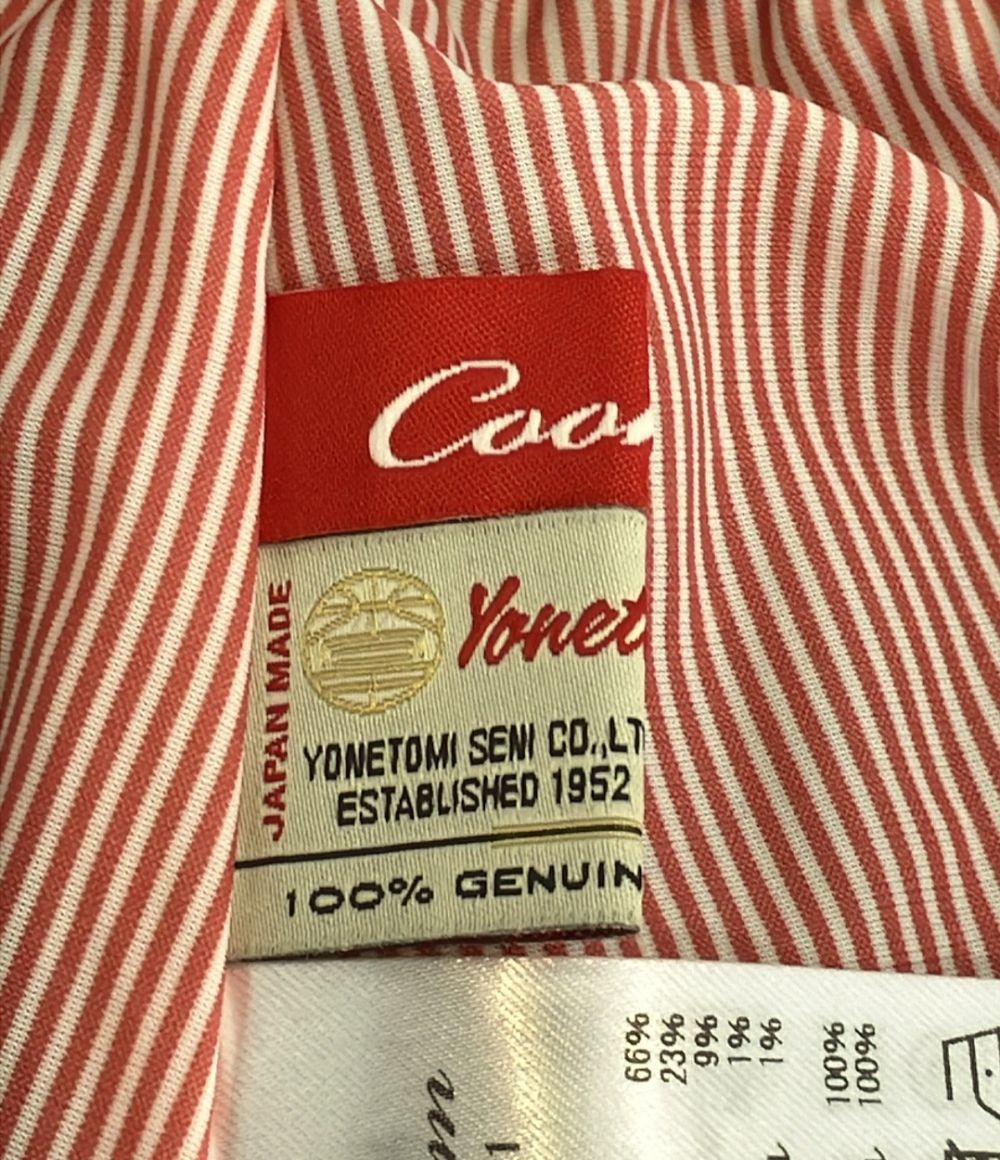 Coo
JAPAN MADE
Yonet
YONETOMI SENI CO.,LT
ESTABLISHED 1952
100% GENUIN
66%
23%
9%
1%
1%
100%
100%